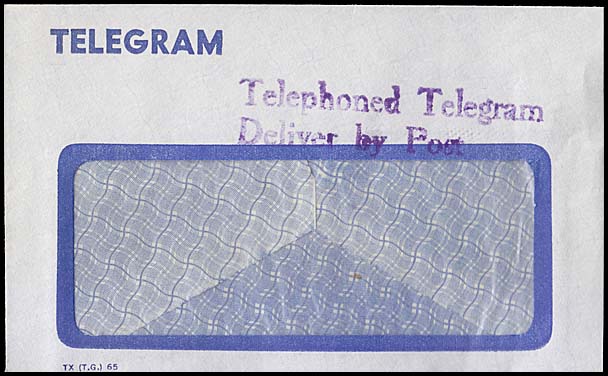 TELEGRAM
Telephoned Telegram
Deliver by Post
TX (T.G.) 65